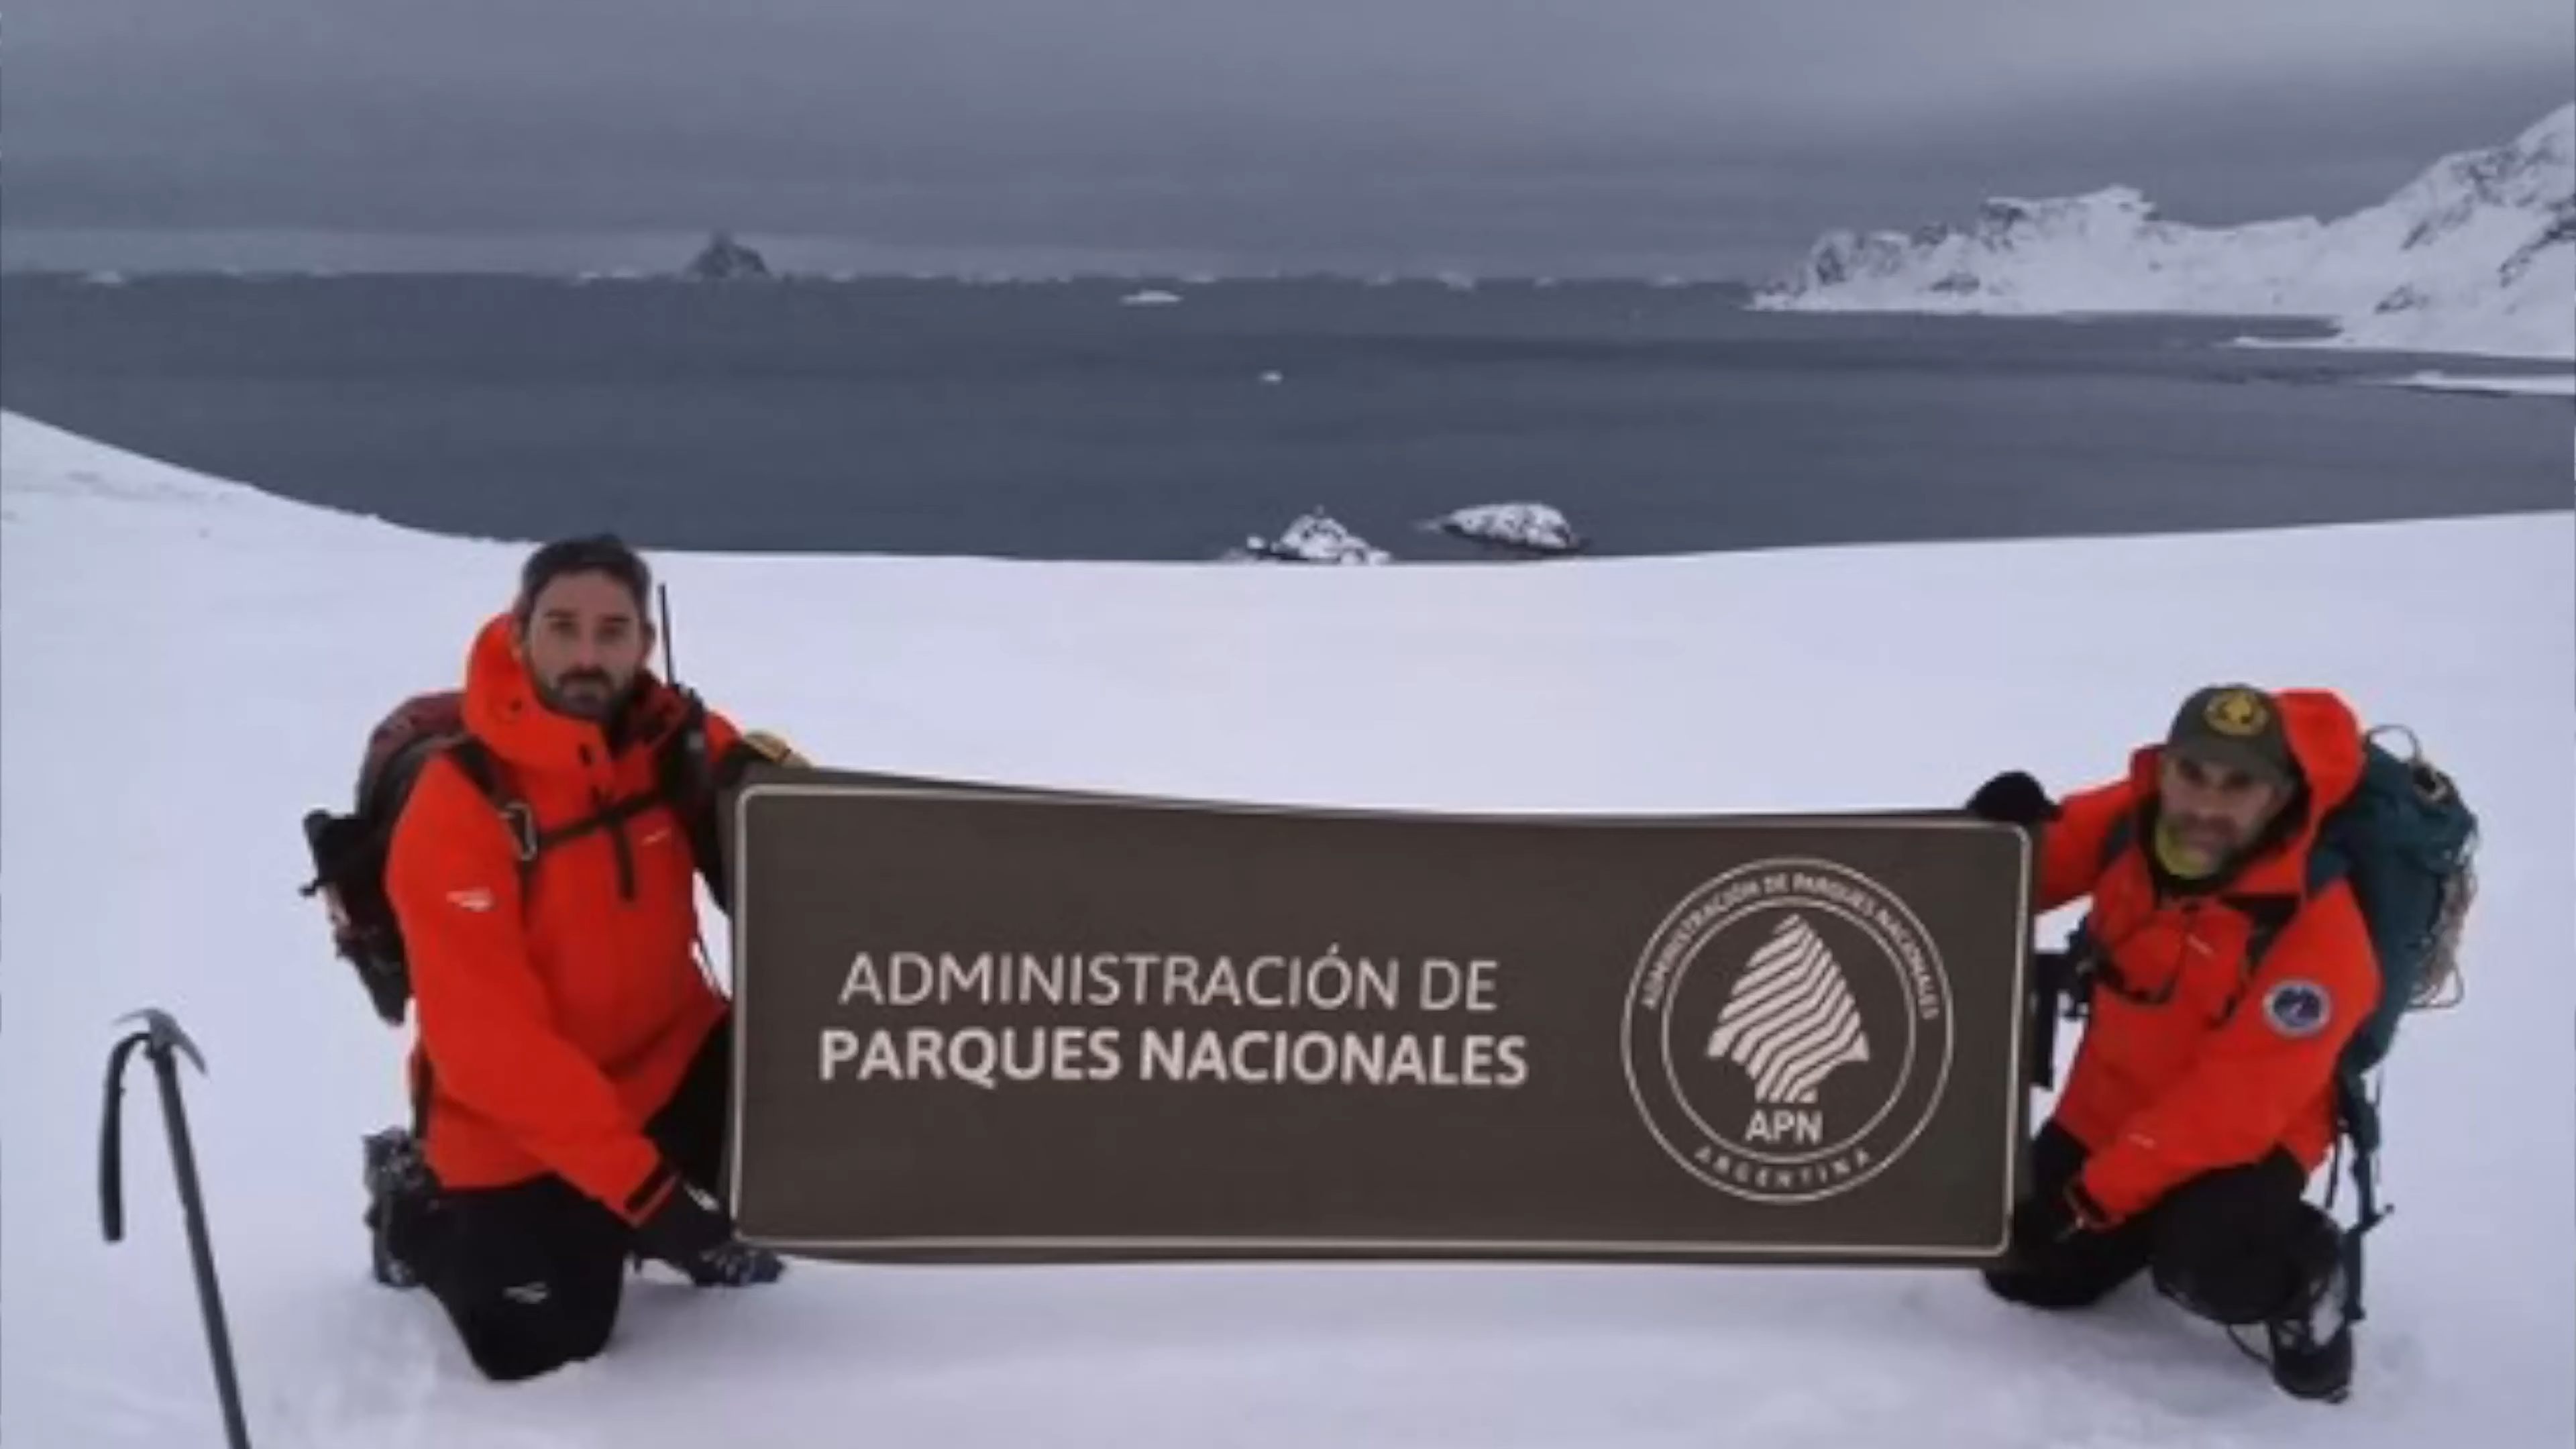 ADMINISTRACIÓN DE
PARQUES NACIONALES
ADMINISTRACIÓN DE PARQUES NACIONALES
APN
ARGENTINA